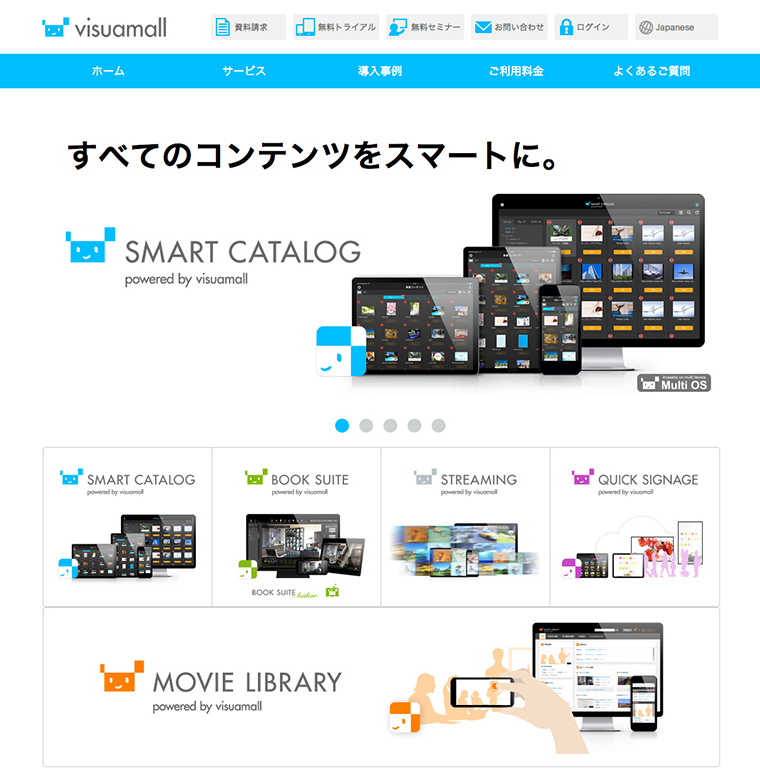 visuamall
資料請求
無料トライアル
無料セミナー
お問い合わせ
ログイン
Japanese
ホーム
サービス
導入事例
ご利用料金
よくあるご質問
すべてのコンテンツをスマートに。
SMART CATALOG
powered by visuamall
SMART CATALOG
Available on multi-device
Multi OS
SMART CATALOG
powered by visuamall
BOOK SUITE
powered by visuamall
STREAMING
powered by visuamall
QUICK SIGNAGE
powered by visuamall
BOOK SUITE Author
MOVIE LIBRARY
powered by visuamall